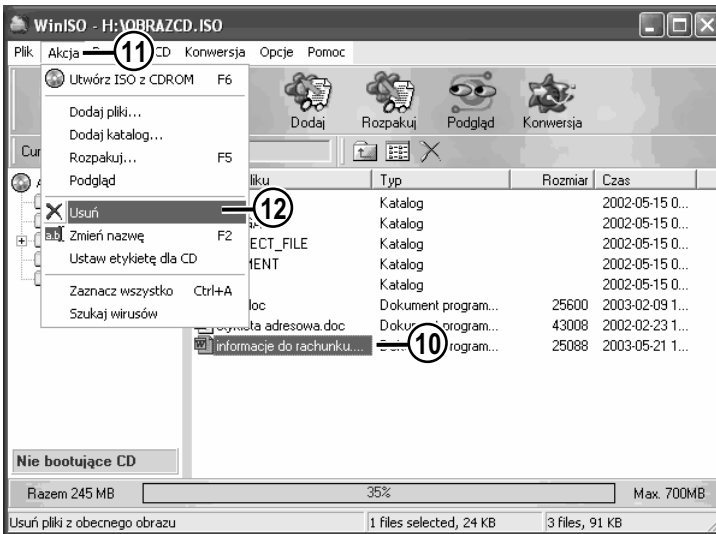 WinISO - H:\OBRAZCD.ISO
Plik Akcja 11 CD Konwersja Opcje Pomoc
Utwórz ISO z CDROM F6
Dodaj pliki...
Dodaj katalog...
Rozpakuj... F5
Podgląd
Usuń 12
Zmień nazwę F2
Ustaw etykietę dla CD
Zaznacz wszystko Ctrl+A
Szukaj wirusów
Dodaj Rozpakuj Podgląd Konwersja
Cur
liku Typ Rozmiar Czas
Katalog 2002-05-15 0...
Katalog 2002-05-15 0...
ECT_FILE Katalog 2002-05-15 0...
MENT Katalog 2002-05-15 0...
Katalog 2002-05-15 0...
doc Dokument program... 25600 2003-02-09 1...
adresowa.doc program... 43008 2002-02-23 1...
informacje do rachunku.... 10 rogram... 25088 2003-05-21 1...
Nie bootujące CD
Razem 245 MB 35% Max. 700MB
Usuń pliki z obecnego obrazu 1 files selected, 24 KB 3 files, 91 KB